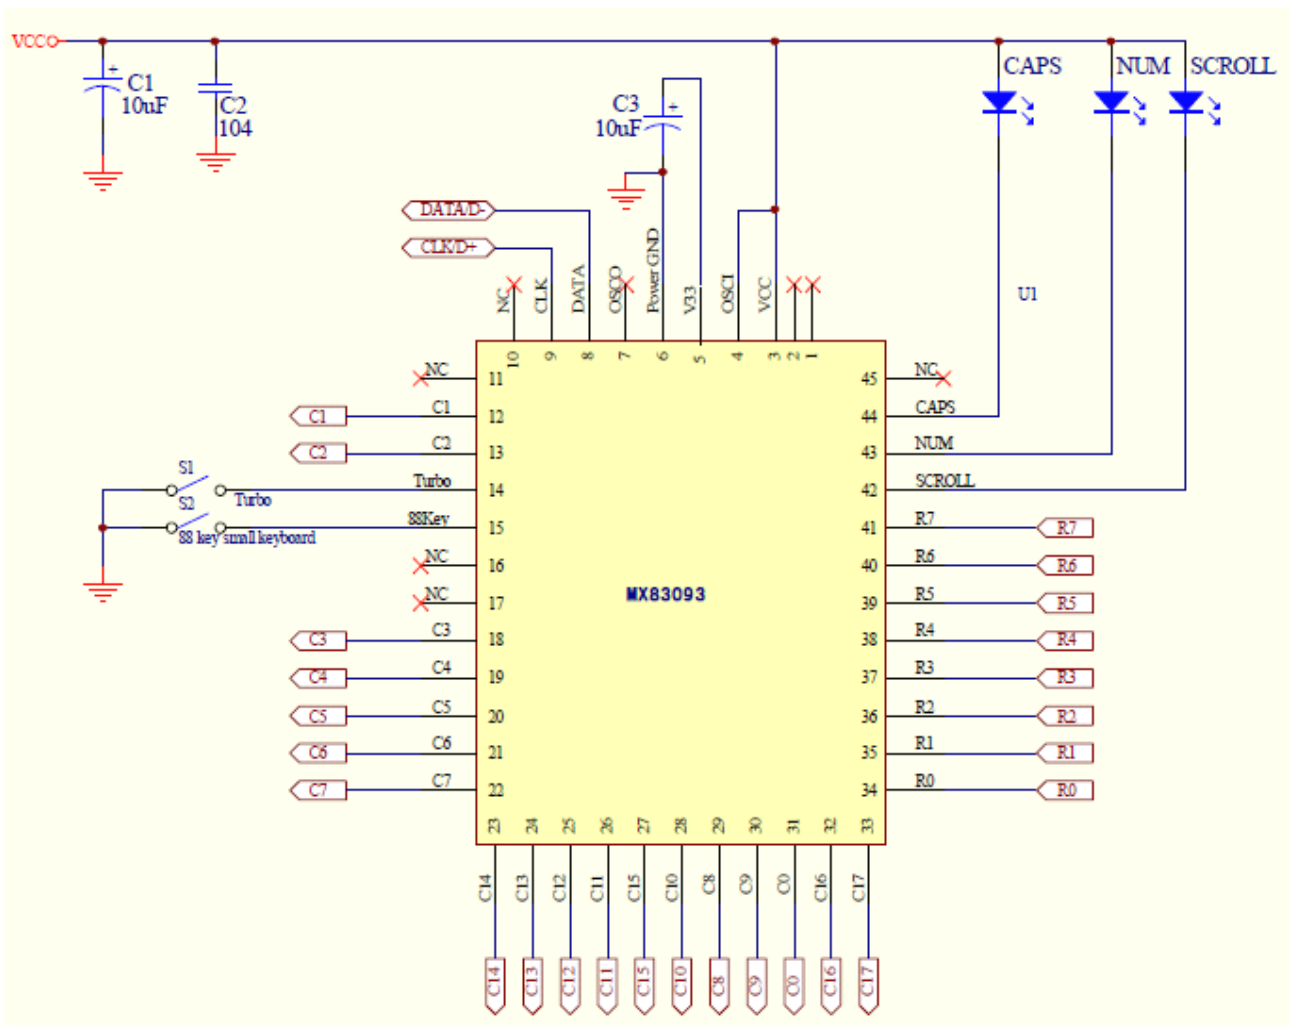 VCC
CAPS
NUM
SCROLL
+
C1
10uF
C2
104
C3
10uF
+
DATA/D-
CLK/D+
NC
CLK
DATA
OSCO
Power GND
V33
OSCI
VCC
U1
10
9
8
7
6
5
4
3
2
1
NC
11
45
NC
C1
C1
12
44
CAPS
C2
C2
13
43
NUM
S1
Turbo
Turbo
14
42
SCROLL
S2
88 key small keyboard
88Key
15
41
R7
R7
NC
16
40
R6
R6
MX83093
NC
17
39
R5
R5
C3
C3
18
38
R4
R4
C4
C4
19
37
R3
R3
C5
C5
20
36
R2
R2
C6
C6
21
35
R1
R1
C7
C7
22
34
R0
R0
23
24
25
26
27
28
29
30
31
32
33
C14
C13
C12
C11
C15
C10
C8
C9
C0
C16
C17
C14
C13
C12
C11
C15
C10
C8
C9
C0
C16
C17